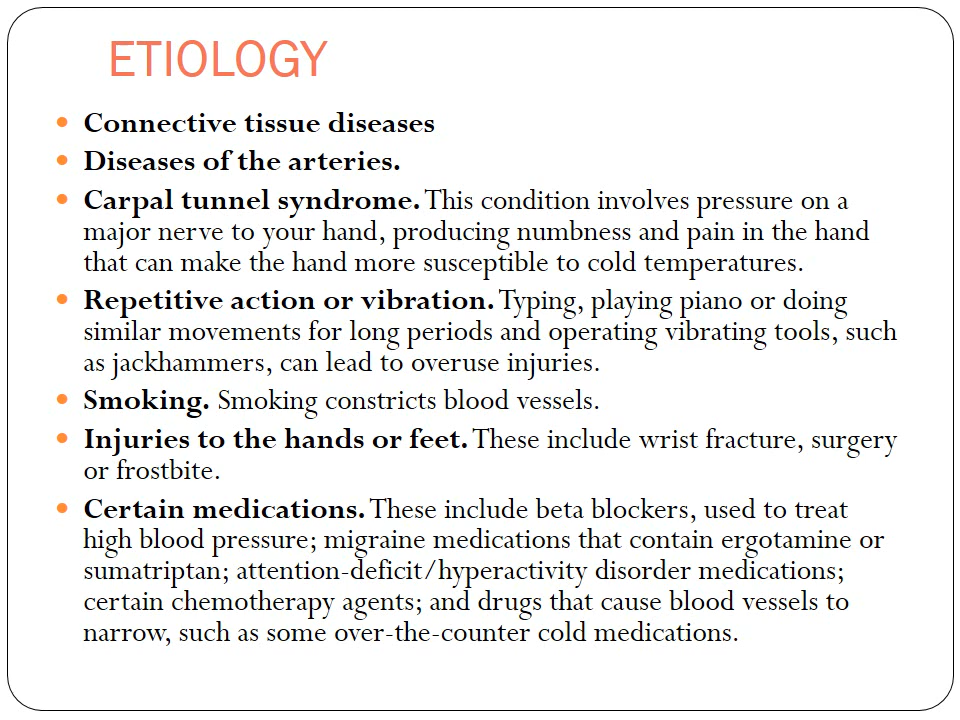 ETIOLOGY
• Connective tissue diseases
• Diseases of the arteries.
• Carpal tunnel syndrome. This condition involves pressure on a
major nerve to your hand, producing numbness and pain in the hand
that can make the hand more susceptible to cold temperatures.
• Repetitive action or vibration. Typing, playing piano or doing
similar movements for long periods and operating vibrating tools, such
as jackhammers, can lead to overuse injuries.
• Smoking. Smoking constricts blood vessels.
• Injuries to the hands or feet. These include wrist fracture, surgery
or frostbite.
• Certain medications. These include beta blockers, used to treat
high blood pressure; migraine medications that contain ergotamine or
sumatriptan; attention-deficit/hyperactivity disorder medications;
certain chemotherapy agents; and drugs that cause blood vessels to
narrow, such as some over-the-counter cold medications.